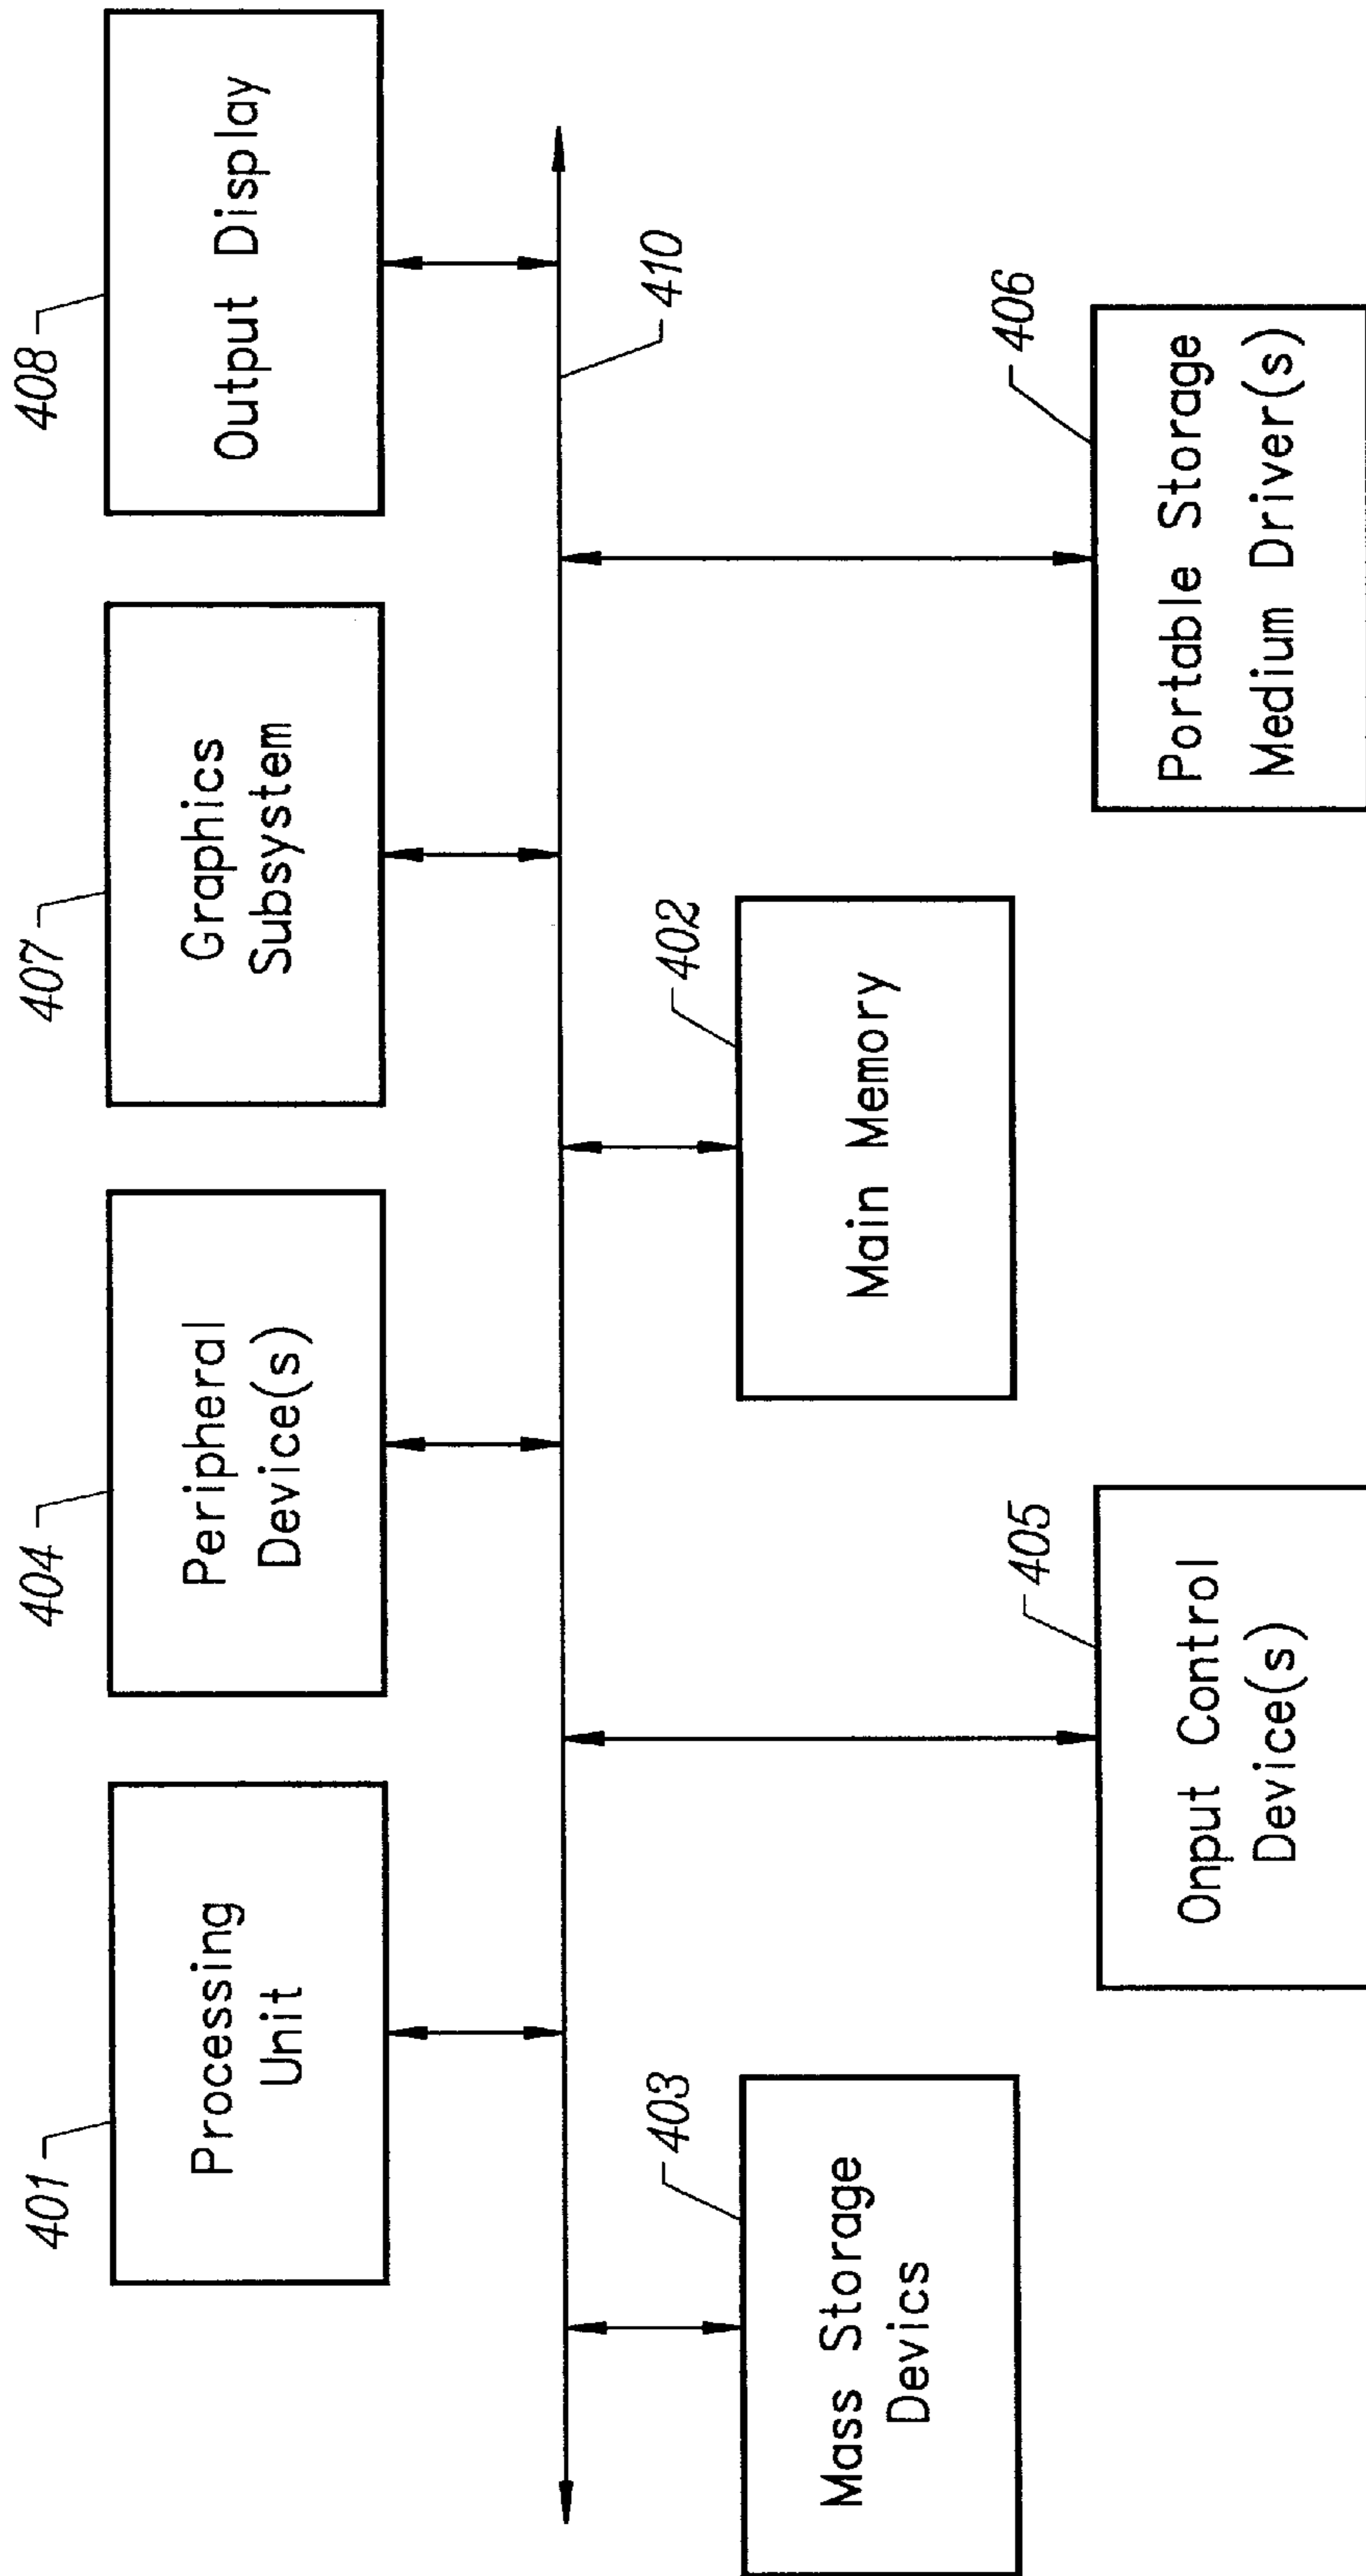 401
Processing
Unit
404
Peripheral
Device(s)
407
Graphics
Subsystem
408
Output Display
410
403
Mass Storage
Devics
402
Main Memory
405
Onput Control
Device(s)
406
Portable Storage
Medium Driver(s)